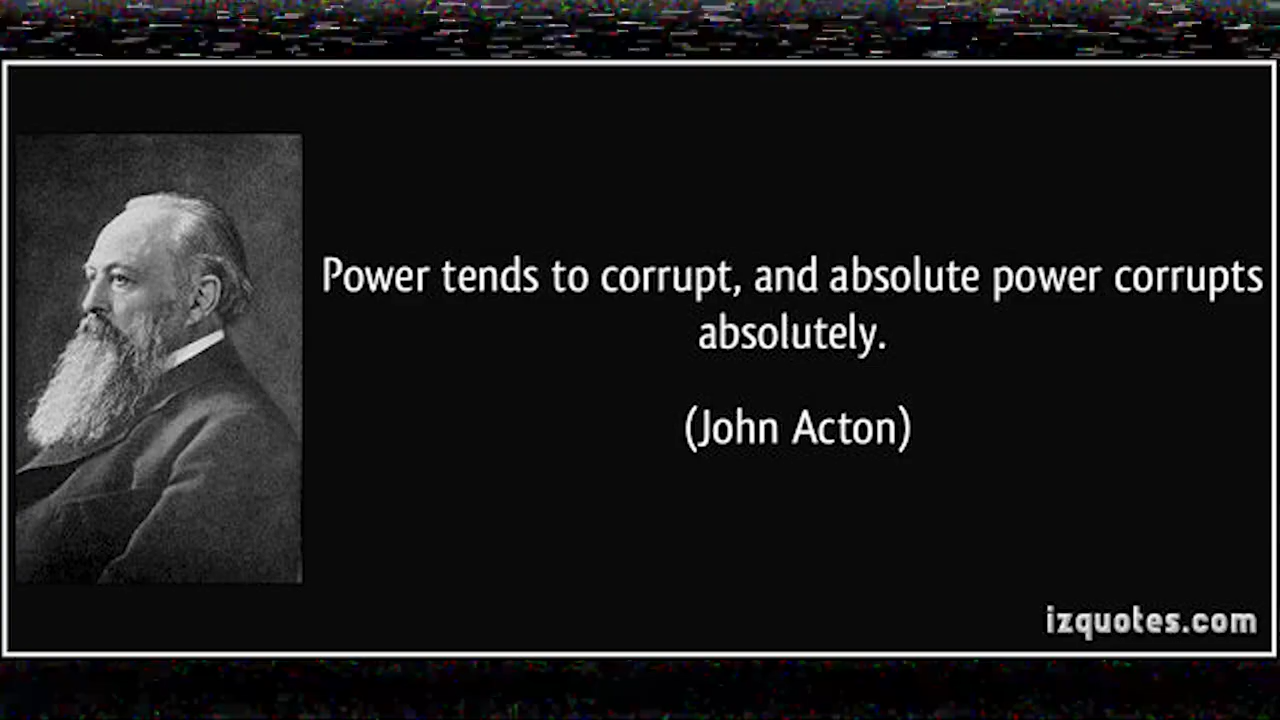 Power tends to corrupt, and absolute power corrupts
absolutely.
(John Acton)
izquotes.com